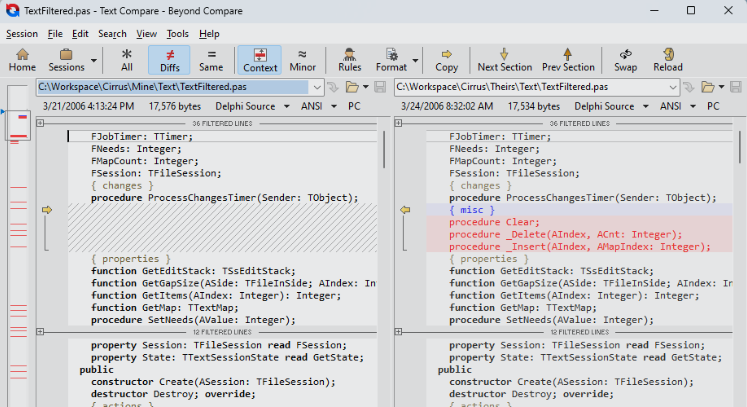 TextFiltered.pas - Text Compare - Beyond Compare
Session File Edit Search View Tools Help
Home Sessions All Diffs Same Context Minor Rules Format Copy Next Section Prev Section Swap Reload
C:\Workspace\Cirrus\Mine\Text\TextFiltered.pas C:\Workspace\Cirrus\Theirs\Text\TextFiltered.pas
3/21/2006 4:13:24 PM 17,576 bytes Delphi Source ANSI PC 3/24/2006 8:32:02 AM 17,534 bytes Delphi Source ANSI PC
36 FILTERED LINES
FJobTimer: TTimer;
FNeeds: Integer;
FMapCount: Integer;
FSession: TFileSession;
{ changes }
procedure ProcessChangesTimer(Sender: TObject);
{ properties }
function GetEditStack: TSsEditStack;
function GetGapSize(ASide: TFileInSide; AIndex: In
function GetItems(AIndex: Integer): Integer;
function GetMap: TTextMap;
procedure SetNeeds(AValue: Integer);
12 FILTERED LINES
property Session: TFileSession read FSession;
property State: TTextSessionState read GetState;
public
constructor Create(ASession: TFileSession);
destructor Destroy; override;
{ actions }
36 FILTERED LINES
FJobTimer: TTimer;
FNeeds: Integer;
FMapCount: Integer;
FSession: TFileSession;
{ changes }
procedure ProcessChangesTimer(Sender: TObject);
{ misc }
procedure Clear;
procedure _Delete(AIndex, ACnt: Integer);
procedure _Insert(AIndex, AMapIndex: Integer);
{ properties }
function GetEditStack: TSsEditStack;
function GetGapSize(ASide: TFileInSide; AIndex: In
function GetItems(AIndex: Integer): Integer;
function GetMap: TTextMap;
procedure SetNeeds(AValue: Integer);
12 FILTERED LINES
property Session: TFileSession read FSession;
property State: TTextSessionState read GetState;
public
constructor Create(ASession: TFileSession);
destructor Destroy; override;
{ actions }